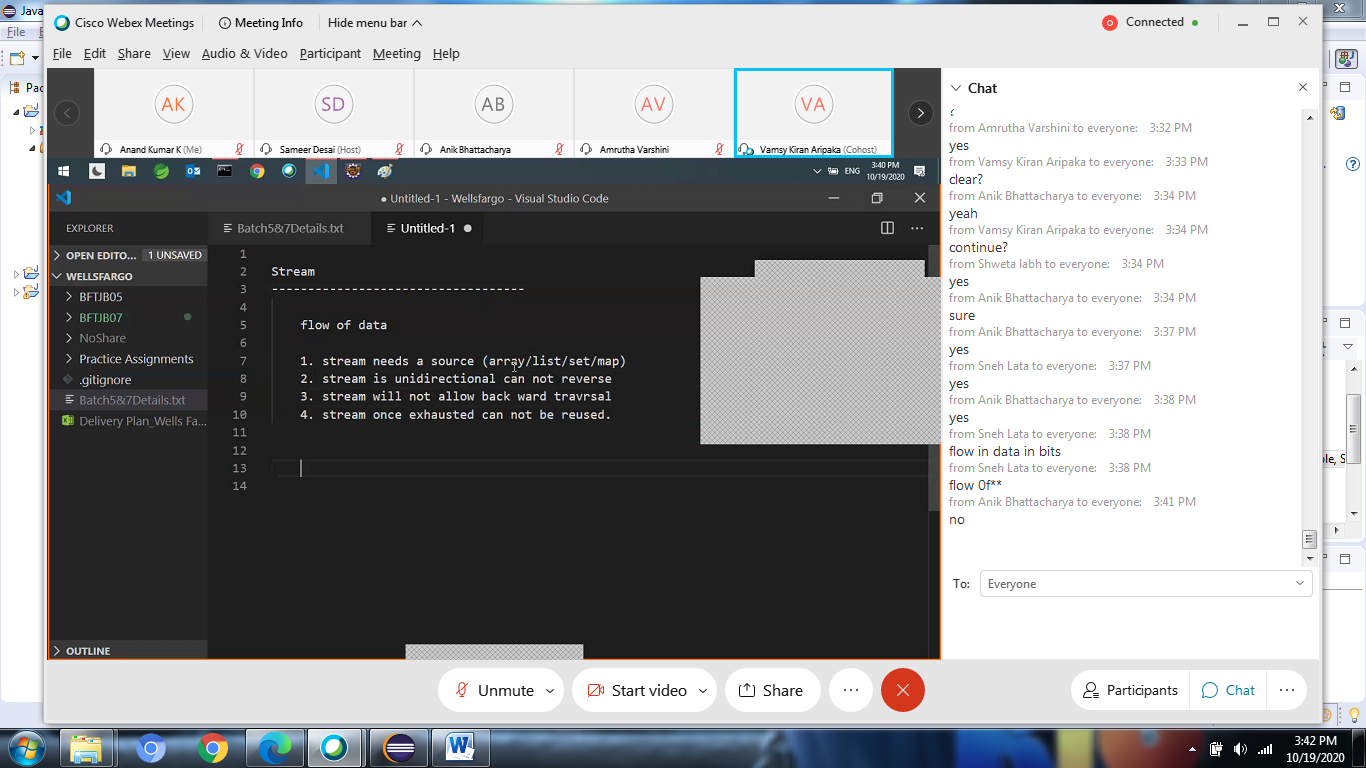 Java
File E
Pac
Cisco Webex Meetings
Meeting Info
Hide menu bar
Connected
File Edit Share View Audio & Video Participant Meeting Help
AK
SD
AB
AV
VA
Anand Kumar K (Me)
Sameer Desai (Host)
Anik Bhattacharya
Amrutha Varshini
Vamsy Kiran Aripaka (Cohost)
ENG
3:40 PM
10/19/2020
● Untitled-1 - Wellsfargo - Visual Studio Code
EXPLORER
Batch5&7Details.txt
Untitled-1
OPEN EDITO... 1 UNSAVED
WELLSFARGO
BFTJB05
BFTJB07
NoShare
Practice Assignments
.gitignore
Batch5&7Details.txt
Delivery Plan_Wells Fa...
OUTLINE
1
2 Stream
3 -----------------------------------
4
5 flow of data
6
7 1. stream needs a source (array/list/set/map)
8 2. stream is unidirectional can not reverse
9 3. stream will not allow back ward travrsal
10 4. stream once exhausted can not be reused.
11
12
13
14
Chat
?
from Amrutha Varshini to everyone: 3:32 PM
yes
from Vamsy Kiran Aripaka to everyone: 3:33 PM
clear?
from Anik Bhattacharya to everyone: 3:34 PM
yeah
from Vamsy Kiran Aripaka to everyone: 3:34 PM
continue?
from Shweta labh to everyone: 3:34 PM
yes
from Anik Bhattacharya to everyone: 3:34 PM
sure
from Anik Bhattacharya to everyone: 3:37 PM
yes
from Sneh Lata to everyone: 3:37 PM
yes
from Anik Bhattacharya to everyone: 3:38 PM
yes
from Sneh Lata to everyone: 3:38 PM
flow in data in bits
from Sneh Lata to everyone: 3:38 PM
flow 0f**
from Anik Bhattacharya to everyone: 3:41 PM
no
To: Everyone
ole, S
Unmute
Start video
Share
Participants
Chat
3:42 PM
10/19/2020